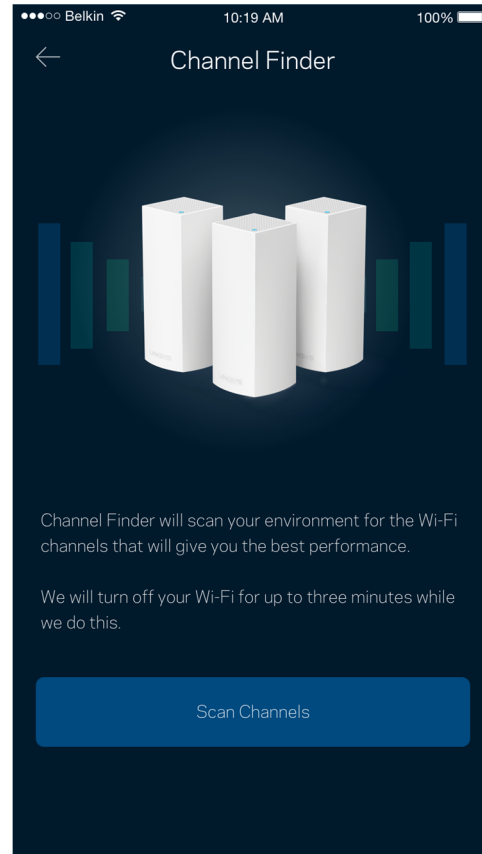 Belkin 10:19 AM 100%
Channel Finder
Channel Finder will scan your environment for the Wi-Fi
channels that will give you the best performance.
We will turn off your Wi-Fi for up to three minutes while
we do this.
Scan Channels